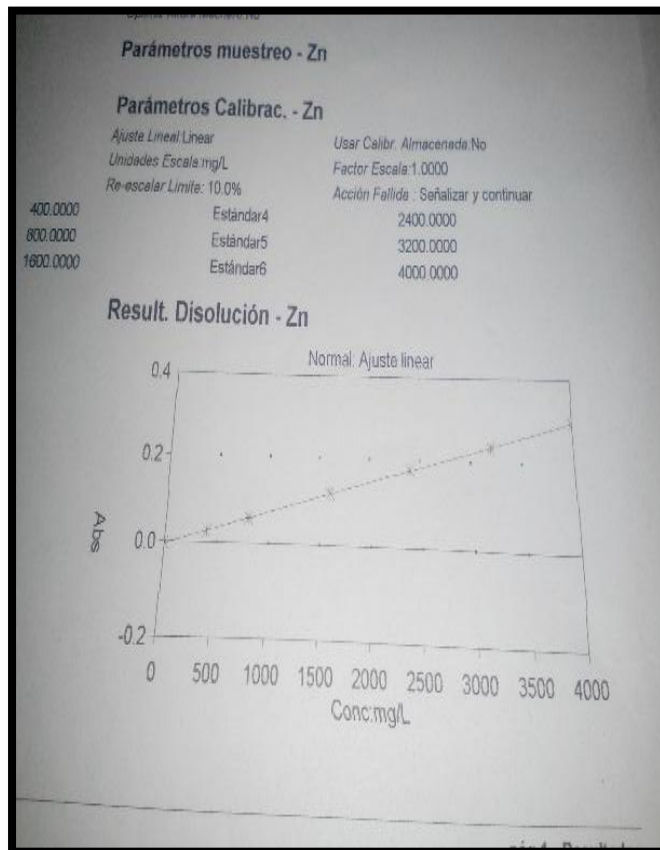 Parámetros muestreo - Zn
Parámetros Calibrac. - Zn
Ajuste Lineal:Linear Usar Calibr. Almacenada:No
Unidades Escala:mg/L Factor Escala:1.0000
Re-escalar Limite: 10.0% Acción Fallida : Señalizar y continuar
400.0000 Estándar4 2400.0000
800.0000 Estándar5 3200.0000
1600.0000 Estándar6 4000.0000
Result. Disolución - Zn
Normal: Ajuste linear
0.4
0.2
0.0
-0.2
Abs
0 500 1000 1500 2000 2500 3000 3500 4000
Conc:mg/L